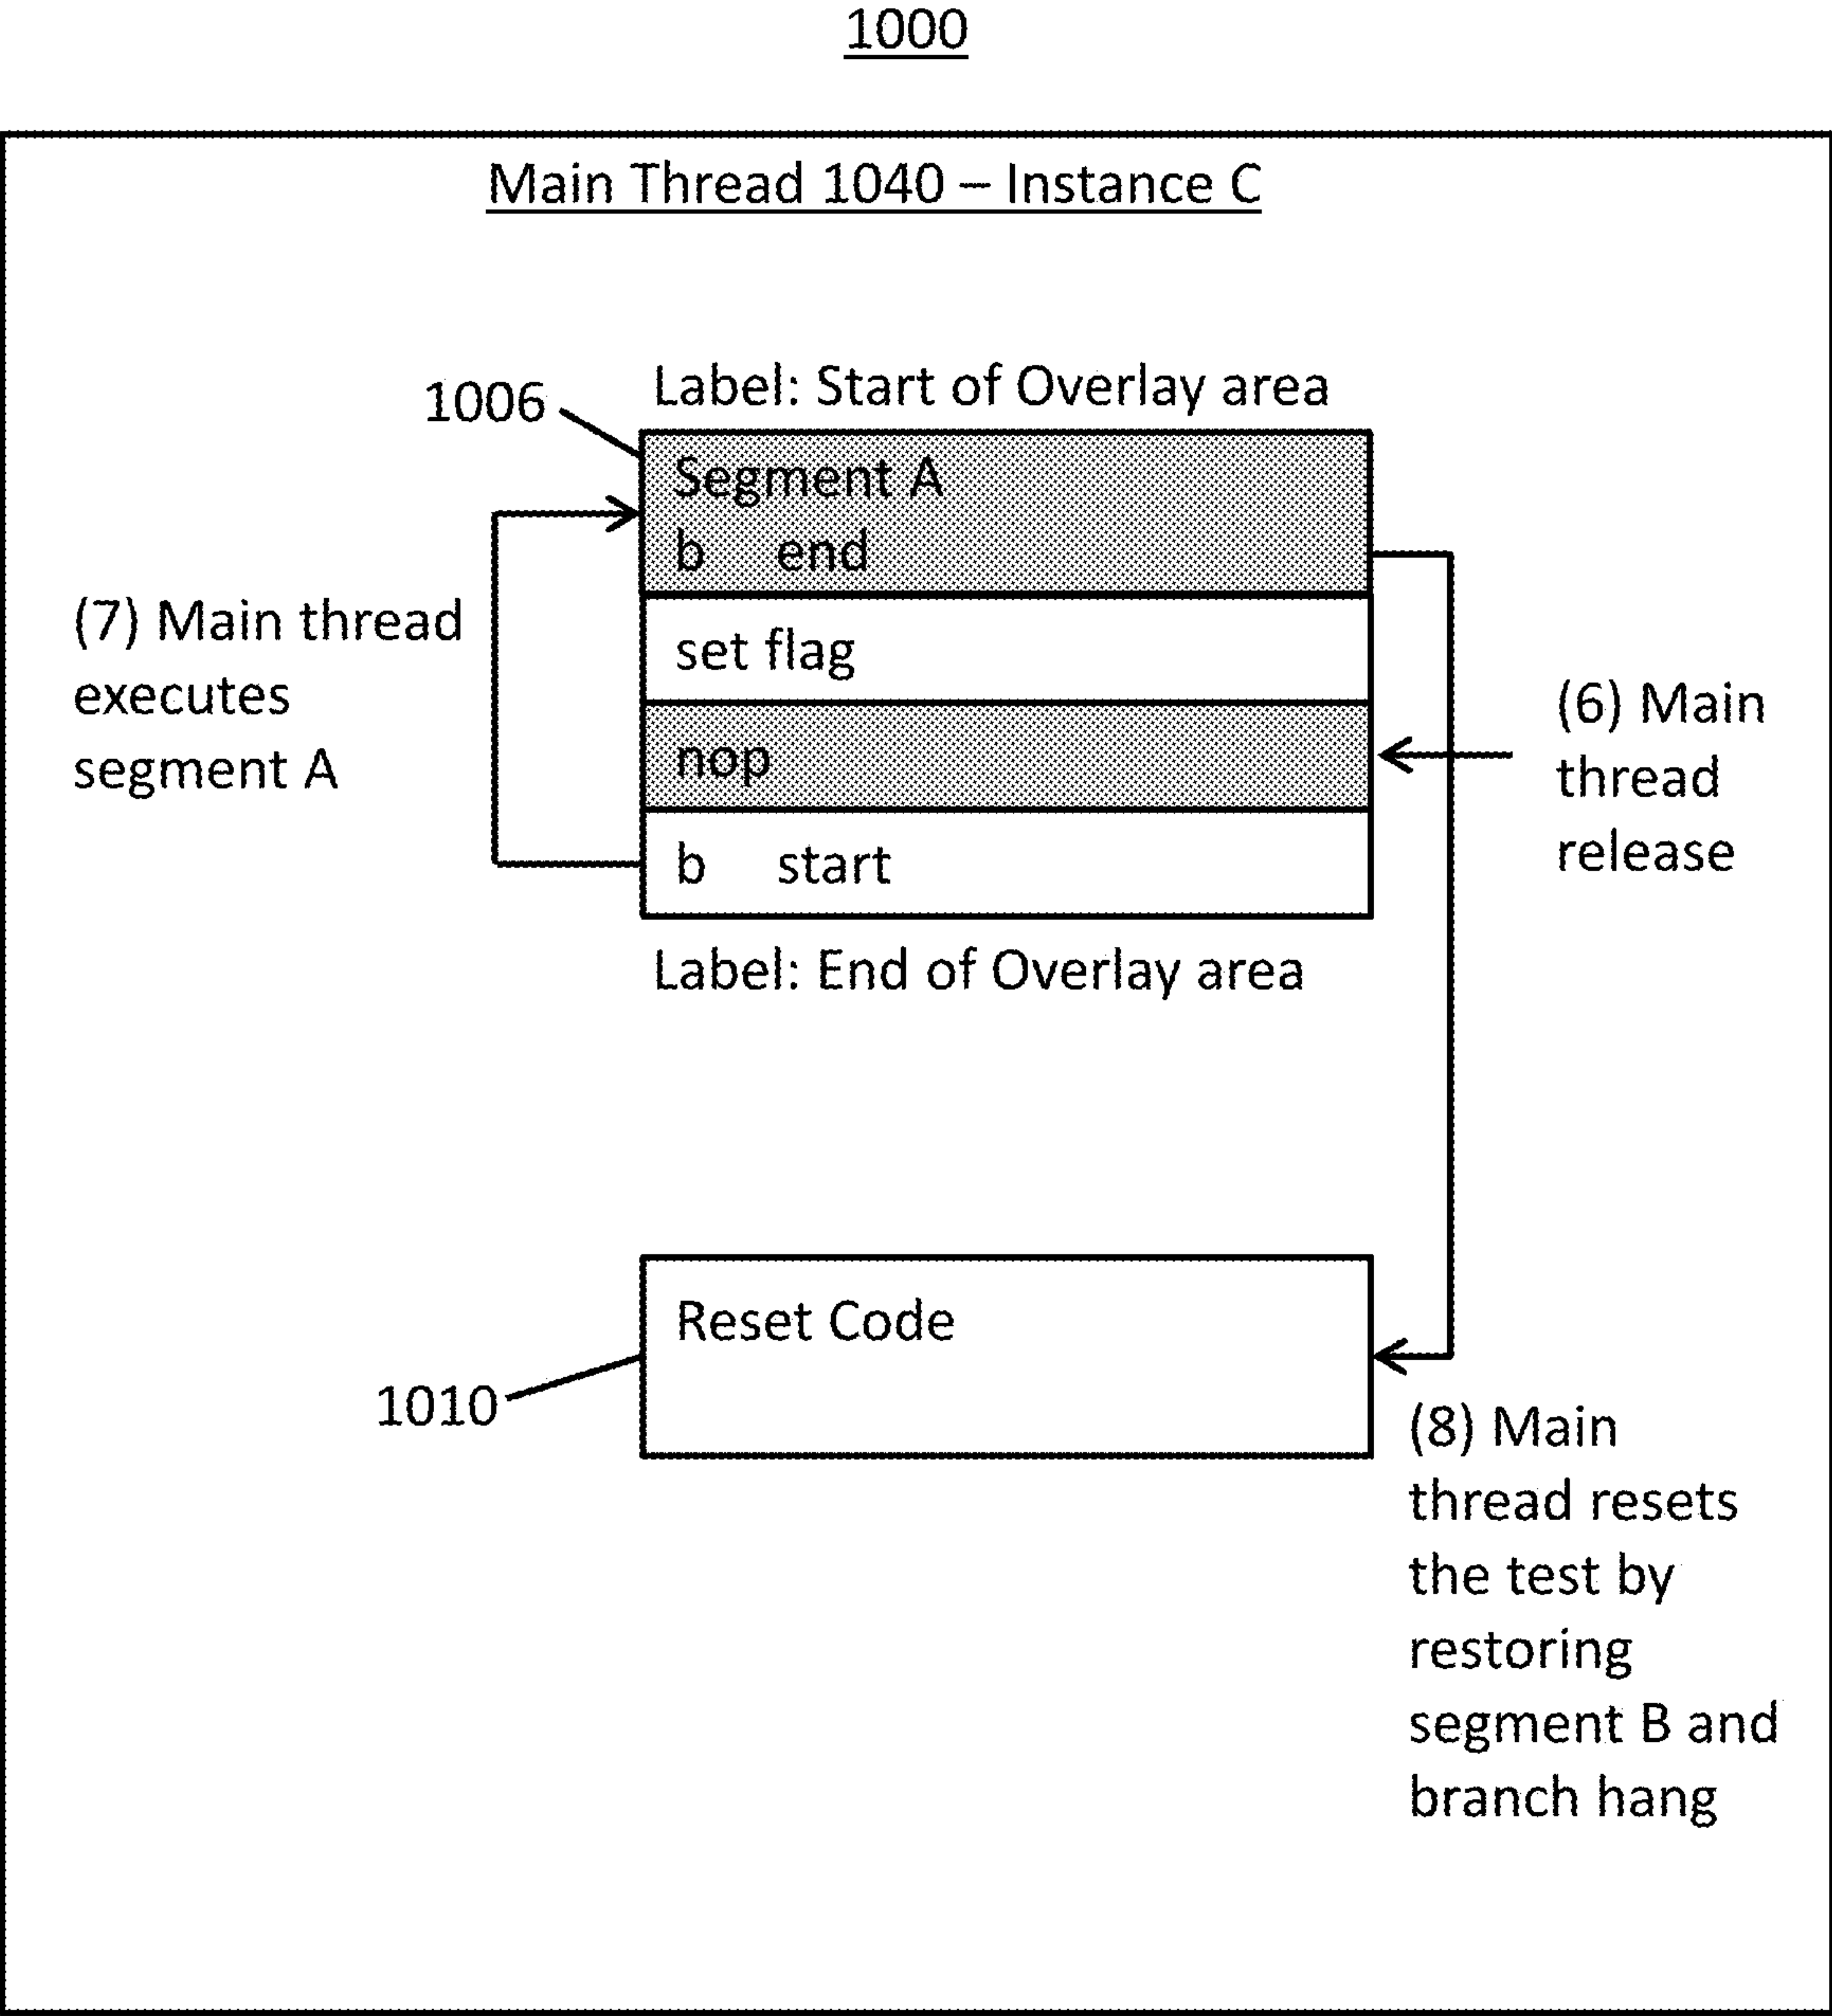 1000
Main Thread 1040 – Instance C
Label: Start of Overlay area
1006
Segment A
b end
(7) Main thread
executes
segment A
set flag
nop
(6) Main
thread
release
b start
Label: End of Overlay area
Reset Code
1010
(8) Main
thread resets
the test by
restoring
segment B and
branch hang